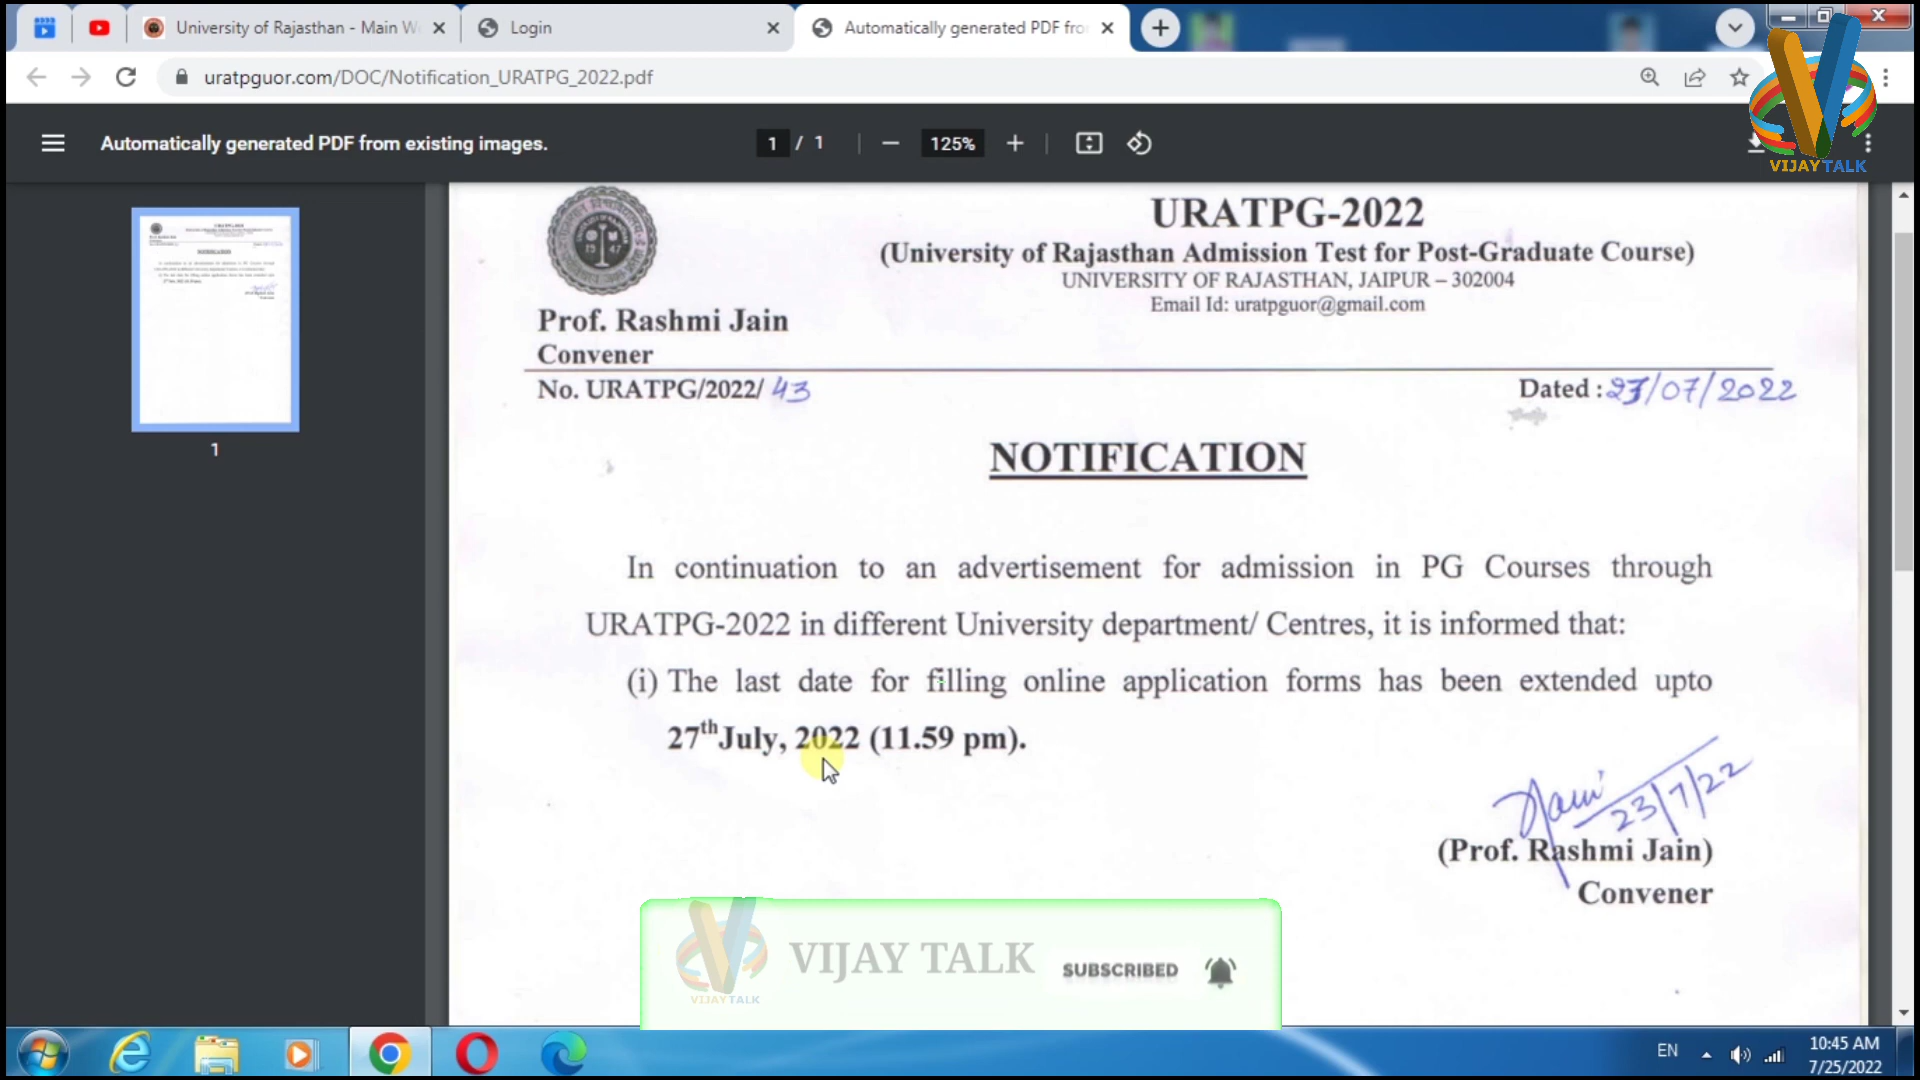 University of Rajasthan - Main W
Login
Automatically generated PDF fro
uratpguor.com/DOC/Notification_URATPG_2022.pdf
VIJAYTALK
Automatically generated PDF from existing images.
1 / 1
125%
1
URATPG-2022
(University of Rajasthan Admission Test for Post-Graduate Course)
UNIVERSITY OF RAJASTHAN, JAIPUR – 302004
Email Id: uratpguor@gmail.com
Prof. Rashmi Jain
Convener
No. URATPG/2022/ 43
Dated : 23/07/2022
NOTIFICATION
In continuation to an advertisement for admission in PG Courses through
URATPG-2022 in different University department/ Centres, it is informed that:
(i) The last date for filling online application forms has been extended upto
27th July, 2022 (11.59 pm).
23/7/22
(Prof. Rashmi Jain)
Convener
VIJAY TALK
SUBSCRIBED
VIJAYTALK
EN
10:45 AM
7/25/2022